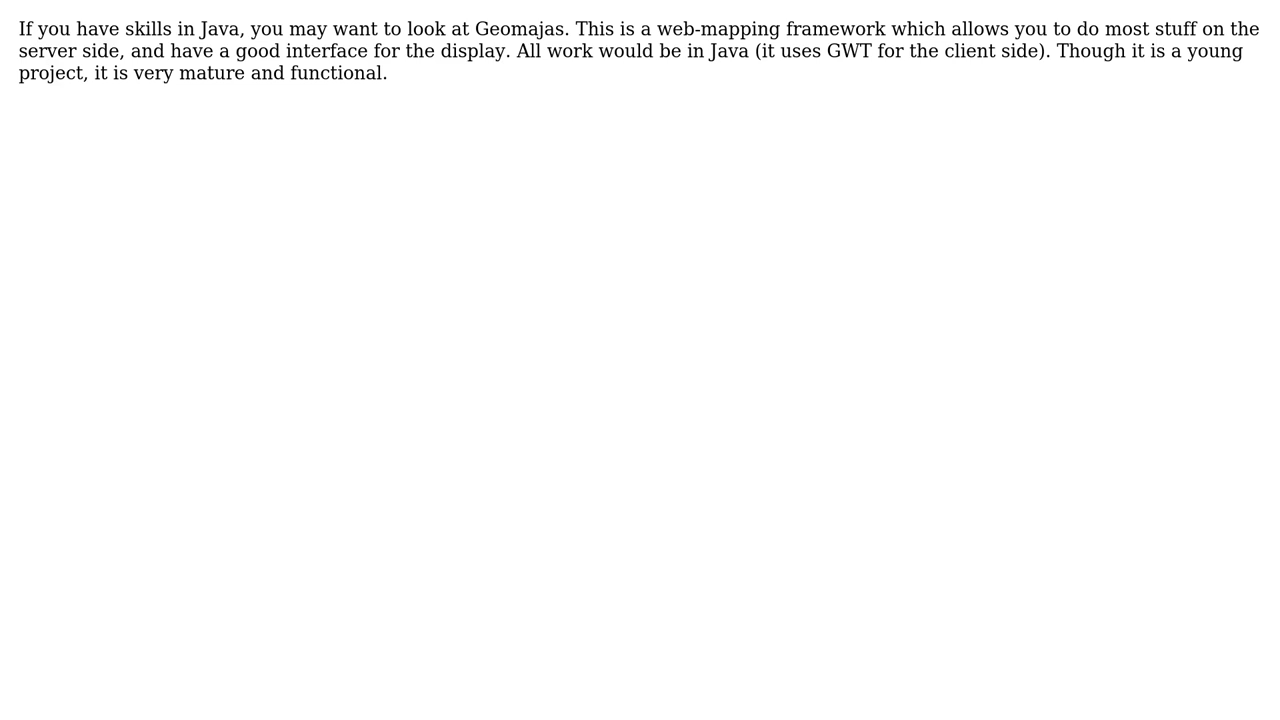 If you have skills in Java, you may want to look at Geomajas. This is a web-mapping framework which allows you to do most stuff on the
server side, and have a good interface for the display. All work would be in Java (it uses GWT for the client side). Though it is a young
project, it is very mature and functional.